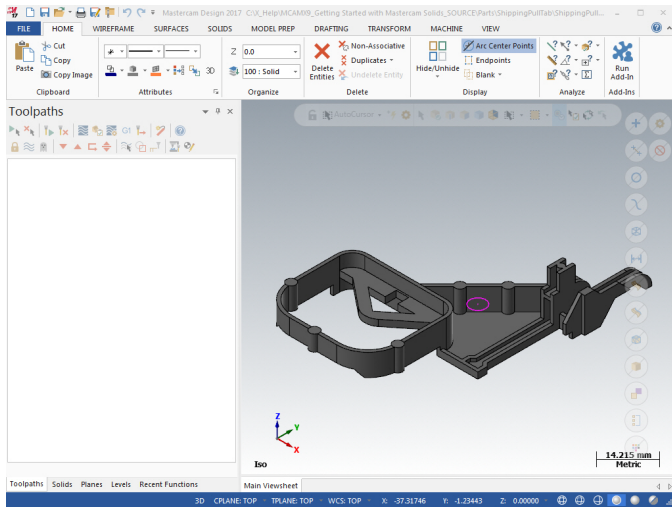 Mastercam Design 2017 C:\X_Help\MCAMX9_Getting Started with Mastercam Solids_SOURCE\Parts\ShippingPullTab\ShippingPull...
FILE HOME WIREFRAME SURFACES SOLIDS MODEL PREP DRAFTING TRANSFORM MACHINE VIEW
Paste
Cut
Copy
Copy Image
Clipboard
3D
Attributes
Z 0.0
100 : Solid
Organize
Delete Entities
Non-Associative
Duplicates
Undelete Entity
Delete
Hide/Unhide
Arc Center Points
Endpoints
Blank
Display
Analyze
Run Add-In
Add-Ins
Toolpaths
G1
AutoCursor
Z
Y
X
Iso
14.215 mm
Metric
Toolpaths Solids Planes Levels Recent Functions
Main Viewsheet
3D CPLANE: TOP TPLANE: TOP WCS: TOP X: -37.31746 Y: -1.23443 Z: 0.00000